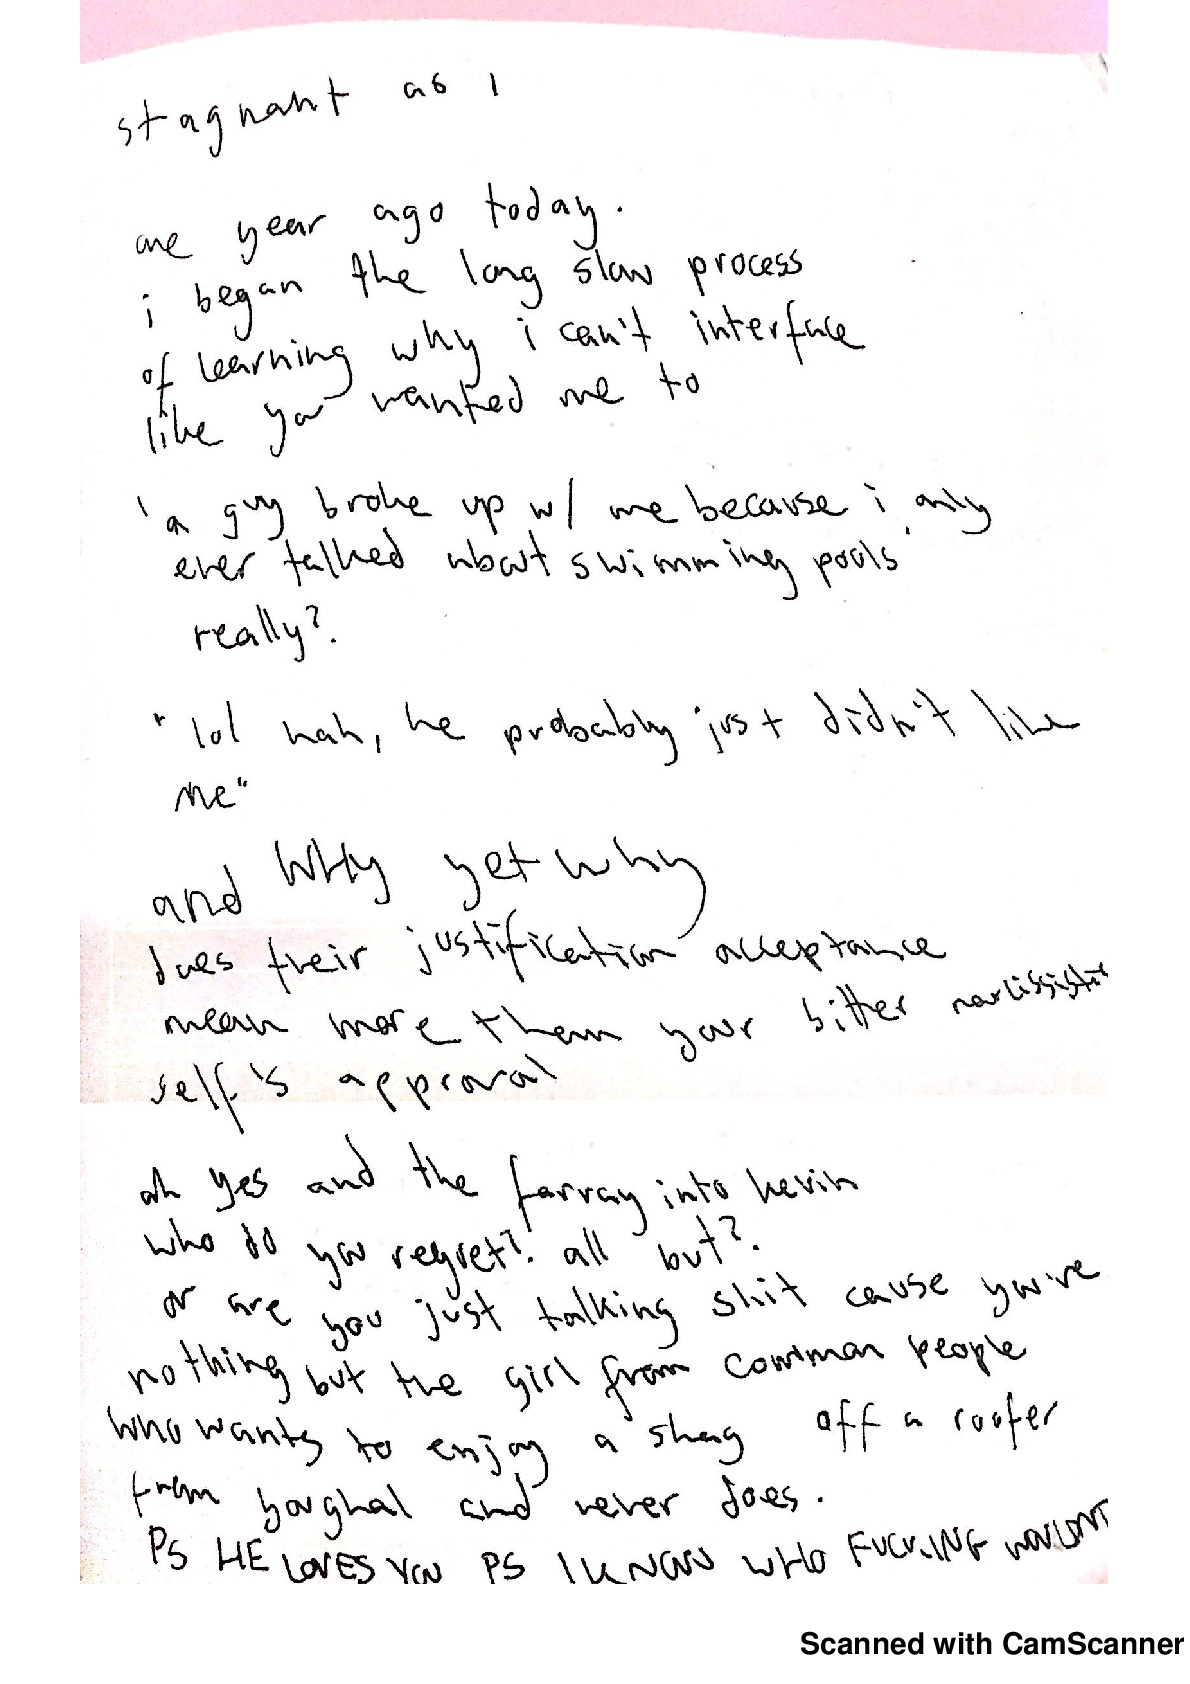 stagnant as i
one year ago today.
i began the long slow process
of learning why i can't interface
like you wanted me to
'a guy broke up w/ me because i only
ever talked about swimming pools'
really?
"lol nah, he probably just didn't like
me"
and WHy yet why
does their justification acceptance
mean more them your bitter narcissistic
self's approval
ah yes and the farray into kevin
who do you regret? all but?
or are you just talking shit cause you're
nothing but the girl from common people
who wants to enjoy a shag off a roofer
from youghal and never does.
PS HE LOVES YOU PS I KNOW WHO FUCKING WOULDNT
Scanned with CamScanner